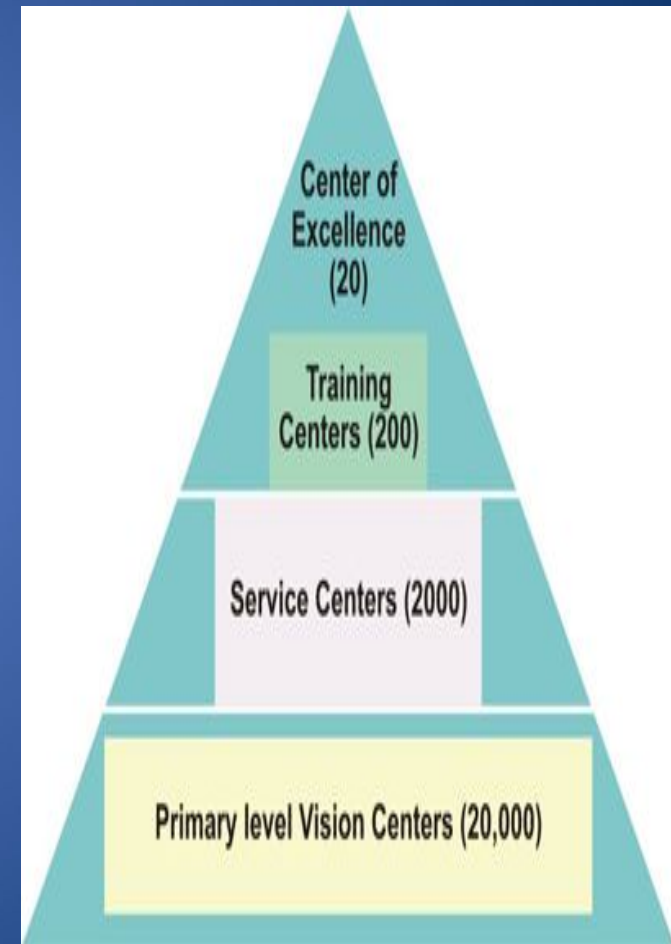 Center of
Excellence
(20)
Training
Centers (200)
Service Centers (2000)
Primary level Vision Centers (20,000)